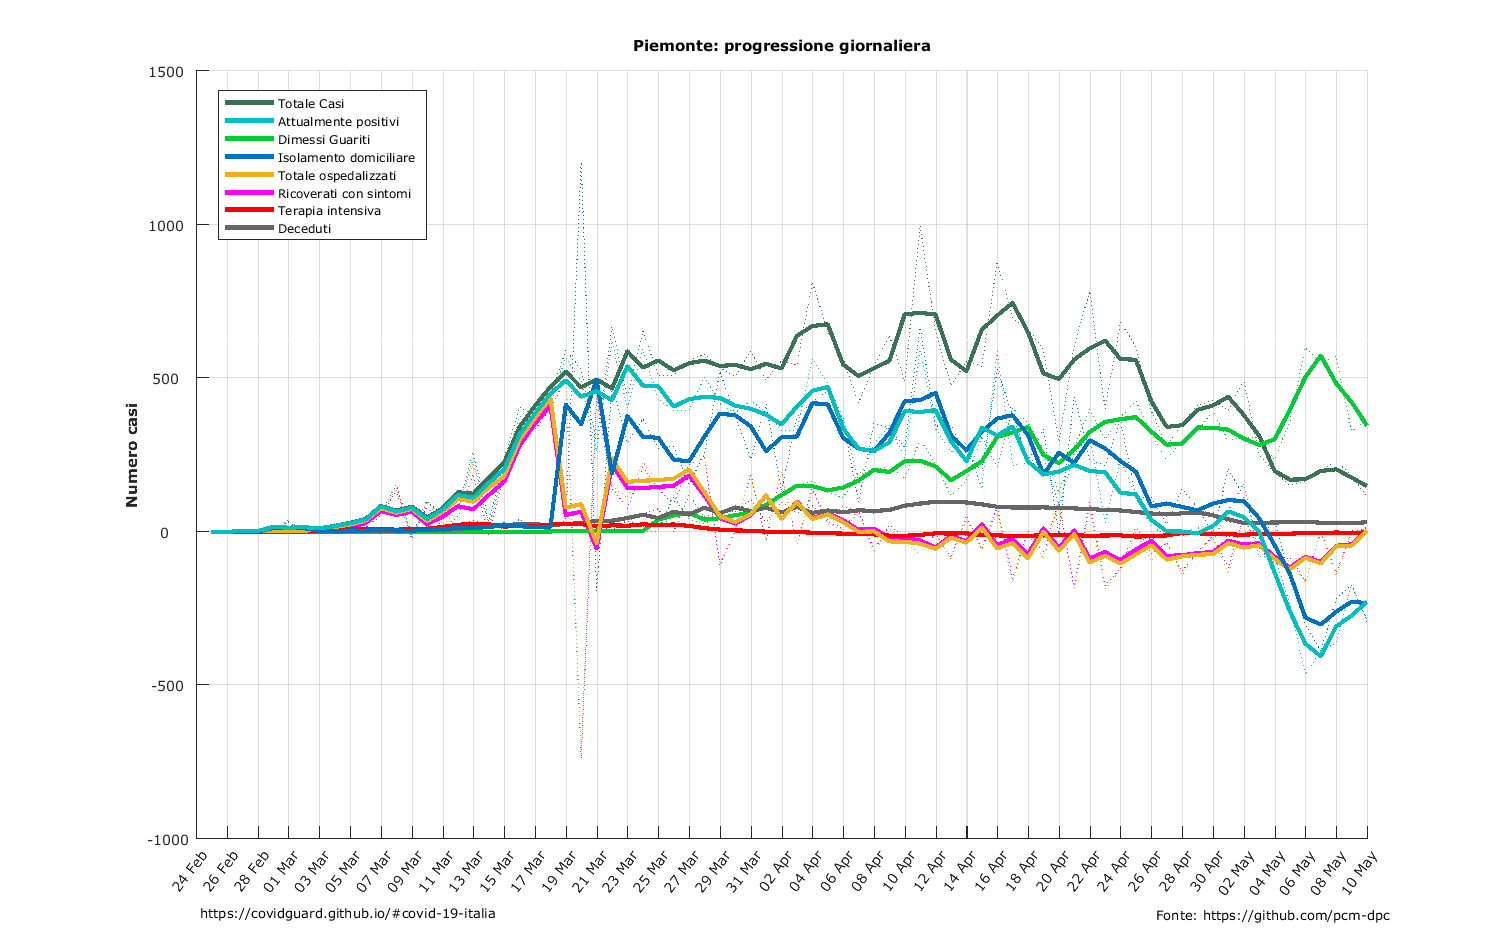 Piemonte: progressione giornaliera
1500
1000
500
0
-500
-1000
Numero casi
Totale Casi
Attualmente positivi
Dimessi Guariti
Isolamento domiciliare
Totale ospedalizzati
Ricoverati con sintomi
Terapia intensiva
Deceduti
24 Feb
26 Feb
28 Feb
01 Mar
03 Mar
05 Mar
07 Mar
09 Mar
11 Mar
13 Mar
15 Mar
17 Mar
19 Mar
21 Mar
23 Mar
25 Mar
27 Mar
29 Mar
31 Mar
02 Apr
04 Apr
06 Apr
08 Apr
10 Apr
12 Apr
14 Apr
16 Apr
18 Apr
20 Apr
22 Apr
24 Apr
26 Apr
28 Apr
30 Apr
02 May
04 May
06 May
08 May
10 May
https://covidguard.github.io/#covid-19-italia
Fonte: https://github.com/pcm-dpc